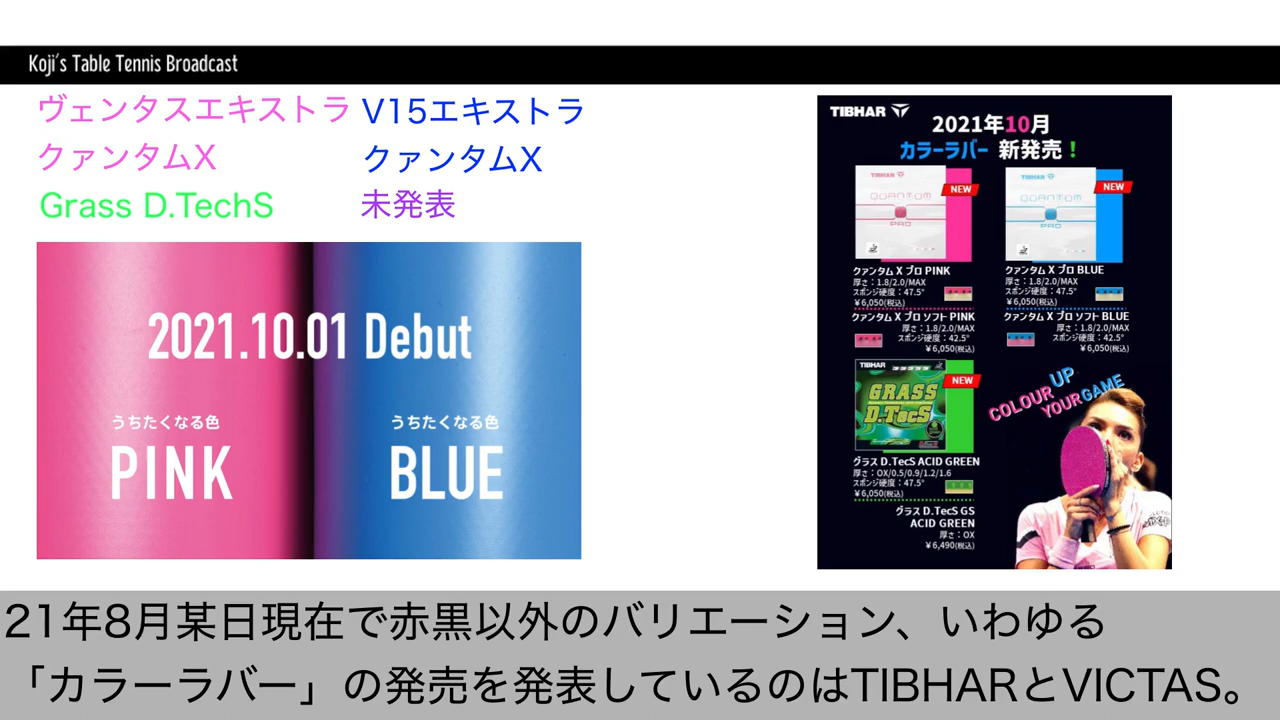 Koji's Table Tennis Broadcast
ヴェンタスエキストラ V15エキストラ
クァンタムX クァンタムX
Grass D.TechS 未発表
2021.10.01 Debut
うちたくなる色 うちたくなる色
PINK BLUE
TIBHAR
2021年10月
カラーラバー 新発売！
TIBHAR TIBHAR
QUANTUM QUANTUM
NEW NEW
PRO PRO
クァンタム X プロ PINK
厚さ：1.8/2.0/MAX
スポンジ硬度：47.5°
￥6,050(税込)
クァンタム X プロ ソフト PINK
厚さ：1.8/2.0/MAX
スポンジ硬度：42.5°
￥6,050(税込)
クァンタム X プロ BLUE
厚さ：1.8/2.0/MAX
スポンジ硬度：47.5°
￥6,050(税込)
クァンタム X プロ ソフト BLUE
厚さ：1.8/2.0/MAX
スポンジ硬度：42.5°
￥6,050(税込)
TIBHAR
NEW
GRASS
D.TecS
グラス D.TecS ACID GREEN
厚さ：OX/0.5/0.9/1.2/1.6
スポンジ硬度：47.5°
￥6,050(税込)
グラス D.TecS GS
ACID GREEN
厚さ：OX
￥6,490(税込)
COLOUR UP
YOUR GAME
21年8月某日現在で赤黒以外のバリエーション、いわゆる
「カラーラバー」の発売を発表しているのはTIBHARとVICTAS。